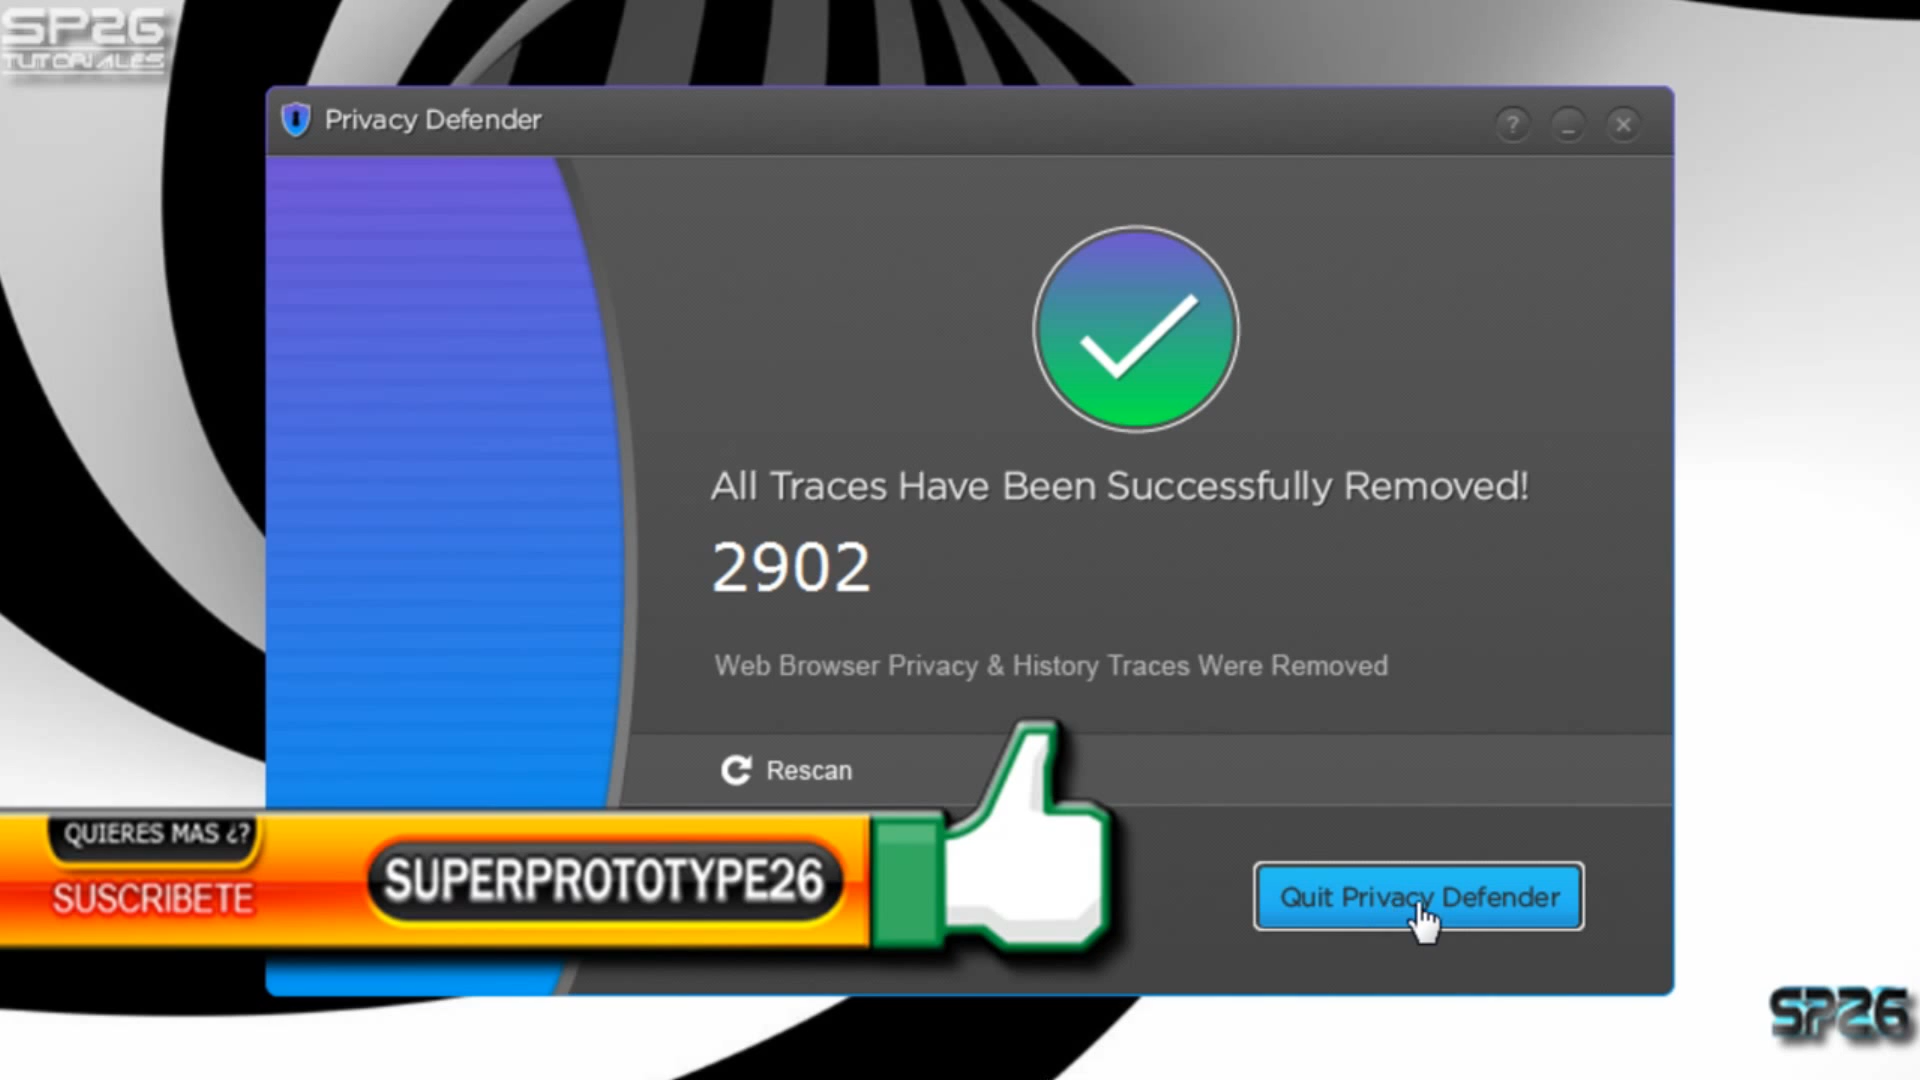 SP26
TUTORIALES
Privacy Defender
?
All Traces Have Been Successfully Removed!
2902
Web Browser Privacy & History Traces Were Removed
Rescan
QUIERES MAS ¿?
SUSCRIBETE
SUPERPROTOTYPE26
Quit Privacy Defender
SP26